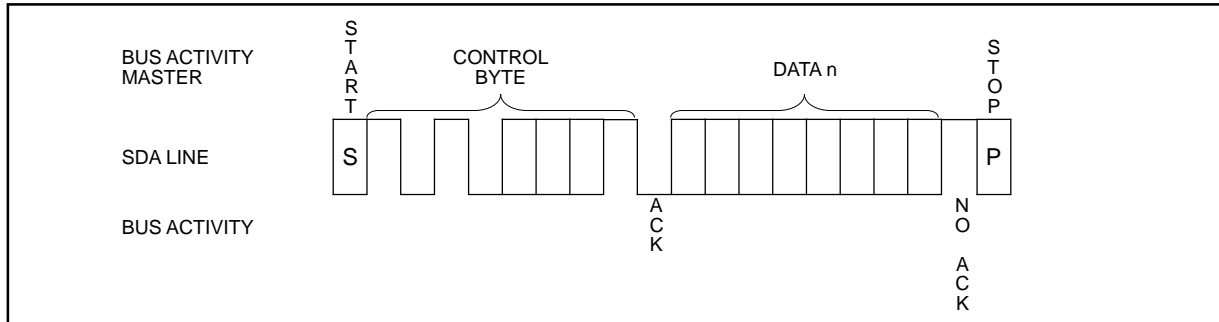 BUS ACTIVITY
MASTER
START
CONTROL
BYTE
DATA n
STOP
SDA LINE
S
P
BUS ACTIVITY
ACK
NO ACK